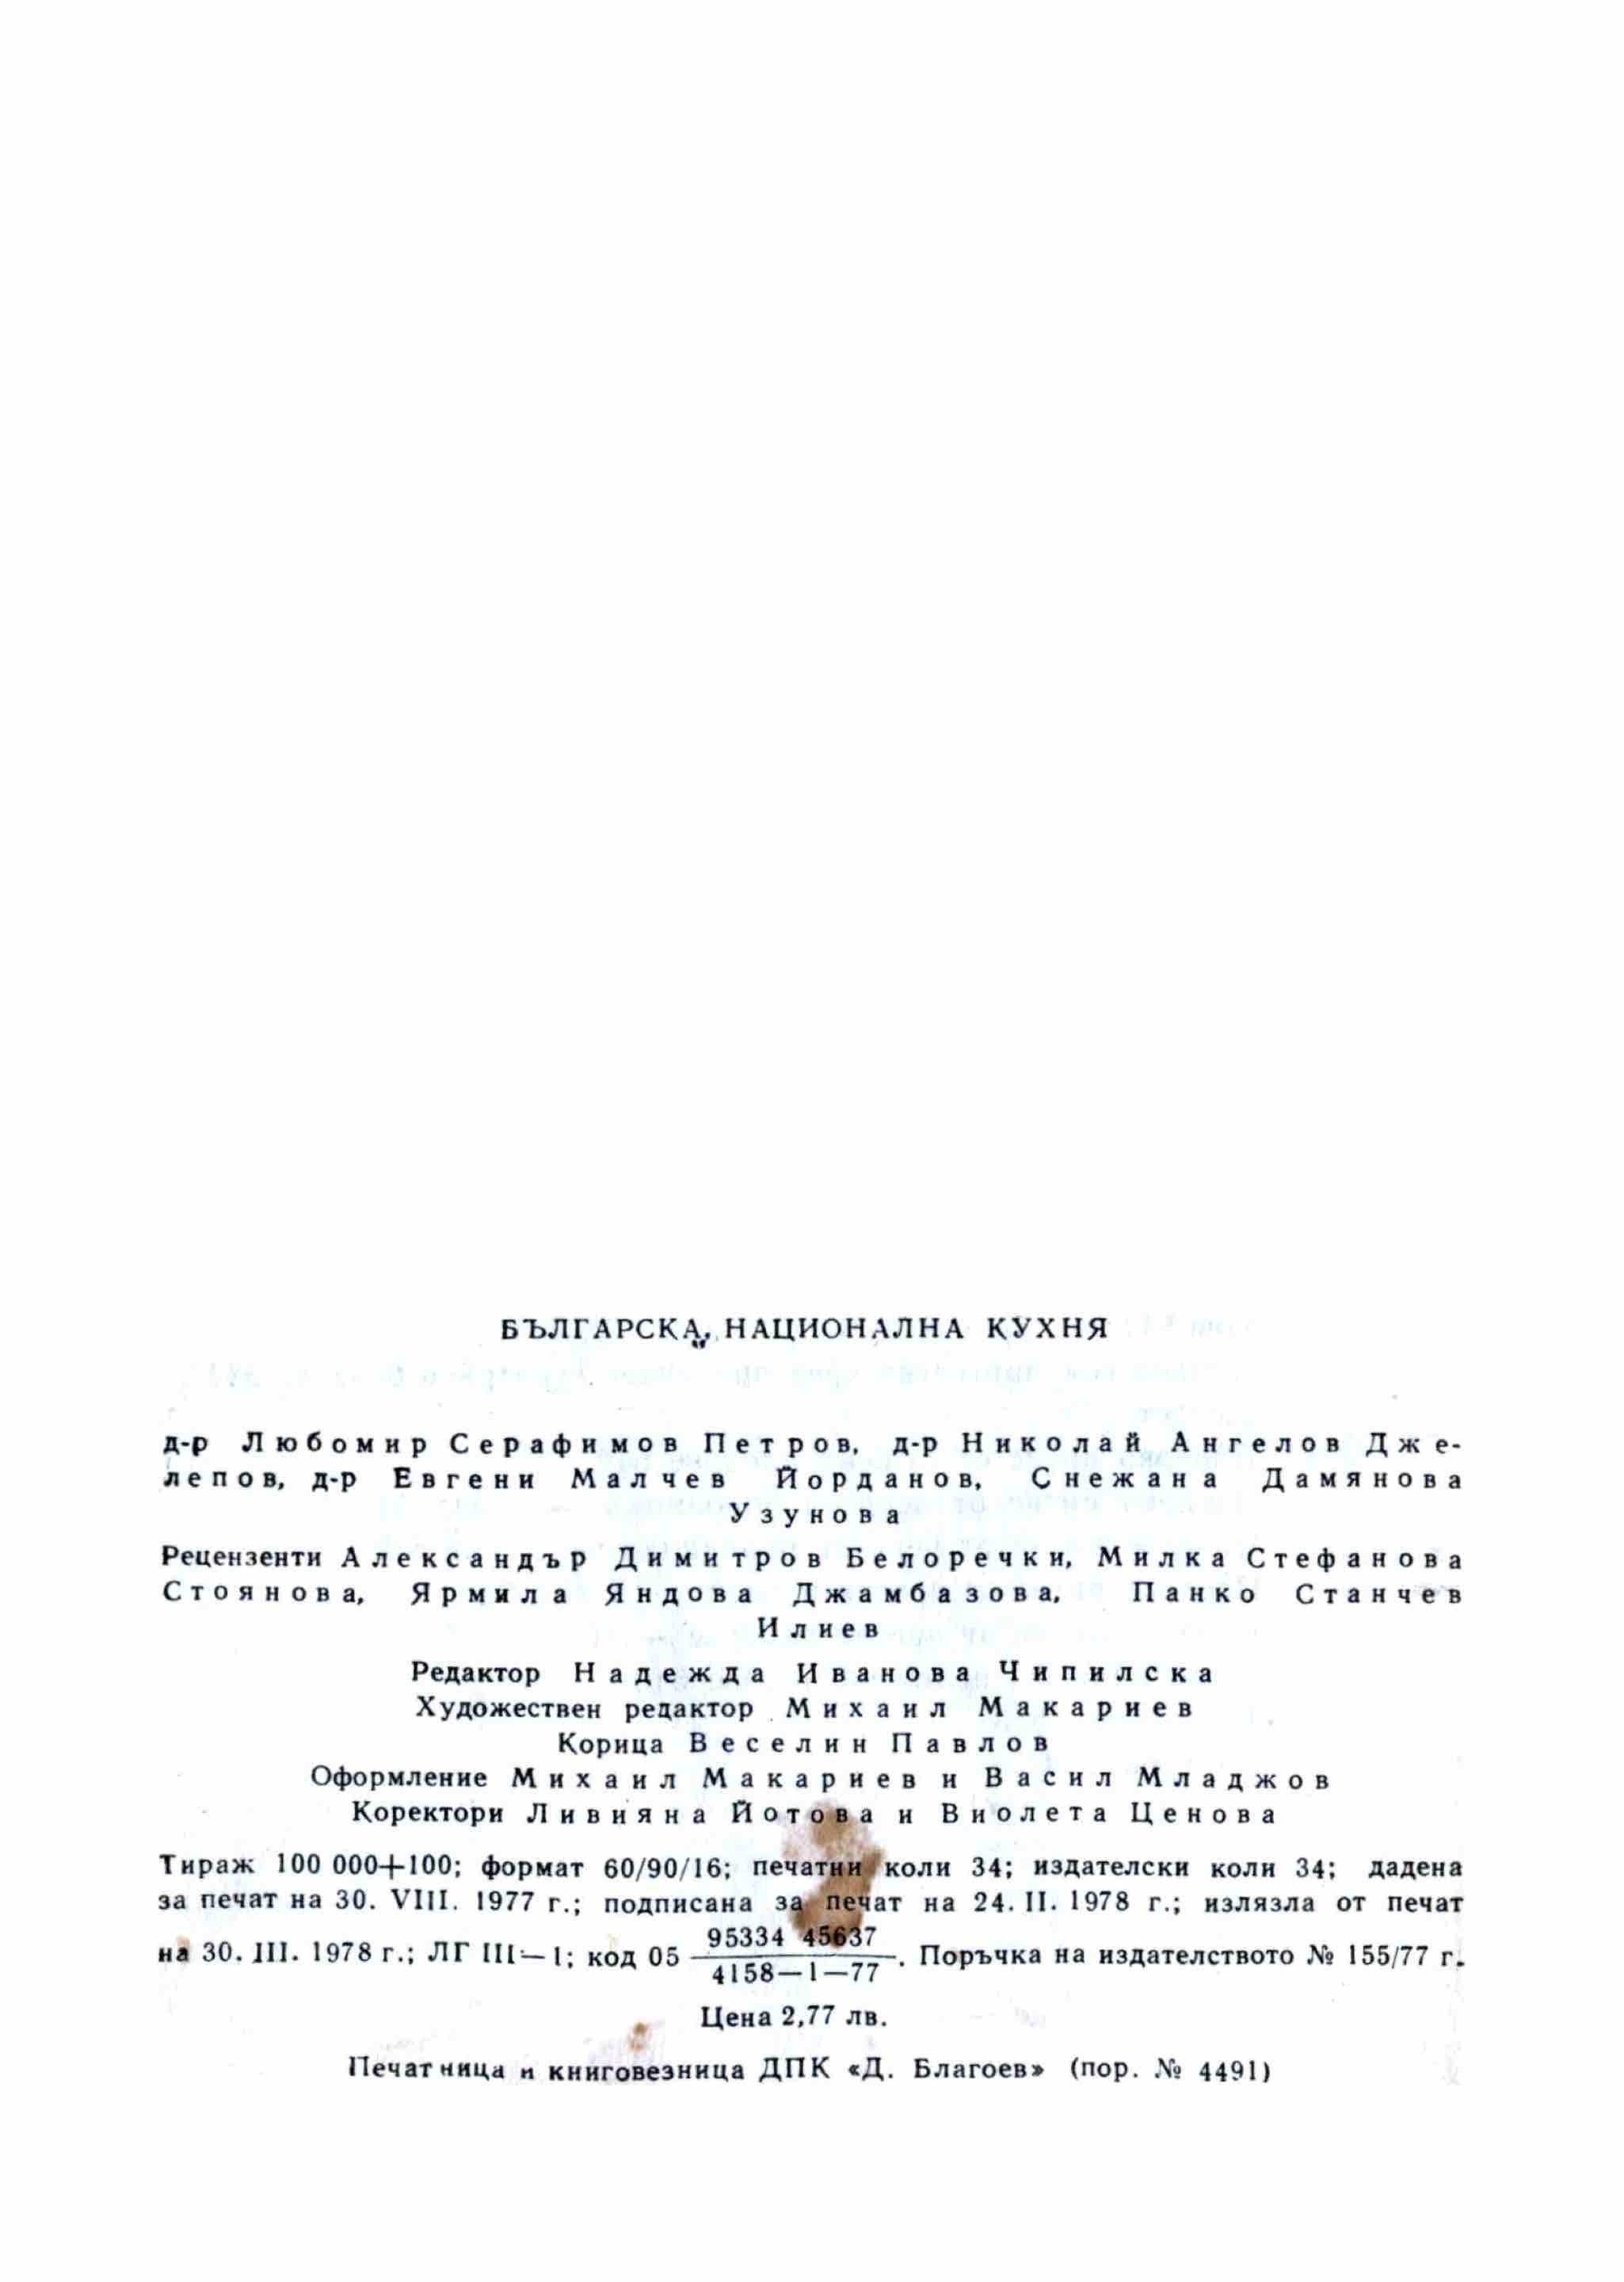 БЪЛГАРСКА НАЦИОНАЛНА КУХНЯ
д-р Любомир Серафимов Петров, д-р Николай Ангелов Дже-
лепов, д-р Евгени Малчев Йорданов, Снежана Дамянова
Узунова
Рецензенти Александър Димитров Белоречки, Милка Стефанова
Стоянова, Ярмила Яндова Джамбазова, Панко Станчев
Илиев
Редактор Надежда Иванова Чипилска
Художествен редактор Михаил Макариев
Корица Веселин Павлов
Оформление Михаил Макариев и Васил Младжов
Коректори Ливияна Йотова и Виолета Ценова
Тираж 100 000+100; формат 60/90/16; печатни коли 34; издателски коли 34; дадена
за печат на 30. VIII. 1977 г.; подписана за печат на 24. II. 1978 г.; излязла от печат
на 30. III. 1978 г.; ЛГ III—1; код 05 95334 45637 / 4158—1—77. Поръчка на издателството № 155/77 г.
Цена 2,77 лв.
Печатница и книговезница ДПК «Д. Благоев» (пор. № 4491)